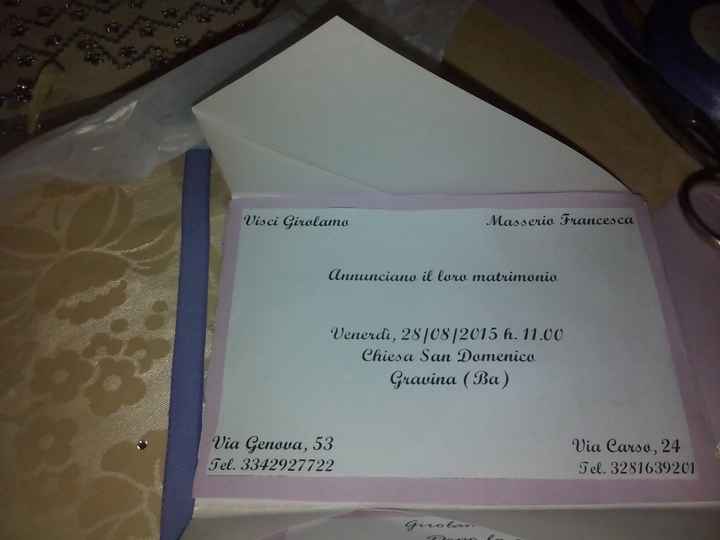 Visci Girolamo
Masserio Francesca
Annunciano il loro matrimonio
Venerdì, 28/08/2015 h. 11.00
Chiesa San Domenico
Gravina (Ba)
Via Genova, 53
Tel. 3342927722
Via Carso, 24
Tel. 3281639201